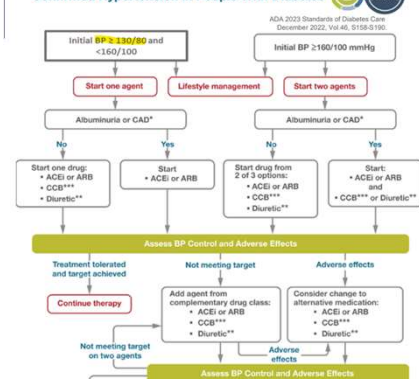 ADA 2023 Standards of Diabetes Care
December 2022, Vol 46, S158-S190
Initial BP ≥ 130/80 and
<160/100
Initial BP ≥160/100 mmHg
Start one agent
Lifestyle management
Start two agents
Albuminuria or CAD*
Albuminuria or CAD*
No
Yes
No
Yes
Start one drug:
• ACEi or ARB
• CCB***
• Diuretic**
Start
• ACEi or ARB
Start drug from
2 of 3 options:
• ACEi or ARB
• CCB***
• Diuretic**
Start:
• ACEi or ARB
and
• CCB*** or Diuretic**
Assess BP Control and Adverse Effects
Treatment tolerated
and target achieved
Not meeting target
Adverse effects
Continue therapy
Add agent from
complementary drug class:
• ACEi or ARB
• CCB***
• Diuretic**
Consider change to
alternative medication:
• ACEi or ARB
• CCB***
• Diuretic**
Not meeting target
on two agents
Adverse
effects
Assess BP Control and Adverse Effects